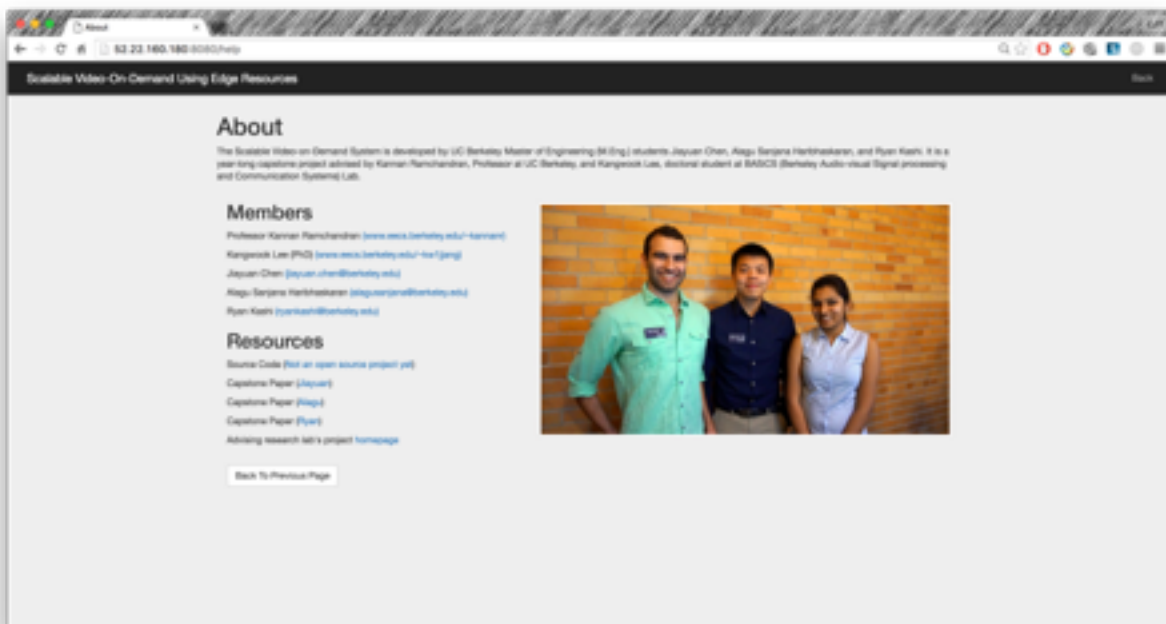 About
52.22.160.180:8080/help
Scalable Video-On-Demand Using Edge Resources
Back
About
The Scalable Video-on-Demand System is developed by UC Berkeley Master of Engineering (M.Eng.) students Jiayuan Chen, Alagu Sanjana Haribhaskaran, and Ryan Kashi. It is a
year-long capstone project advised by Kannan Ramchandran, Professor at UC Berkeley, and Kangwook Lee, doctoral student at BASiCS (Berkeley Audio-visual Signal processing
and Communication Systems) Lab.
Members
Professor Kannan Ramchandran (www.eecs.berkeley.edu/~kannanr)
Kangwook Lee (PhD) (www.eecs.berkeley.edu/~kw1jjang)
Jiayuan Chen (jiayuan.chen@berkeley.edu)
Alagu Sanjana Haribhaskaran (alagusanjana@berkeley.edu)
Ryan Kashi (ryankashi@berkeley.edu)
Resources
Source Code (Not an open source project yet)
Capstone Paper (Jiayuan)
Capstone Paper (Alagu)
Capstone Paper (Ryan)
Advising research lab's project homepage
Back To Previous Page